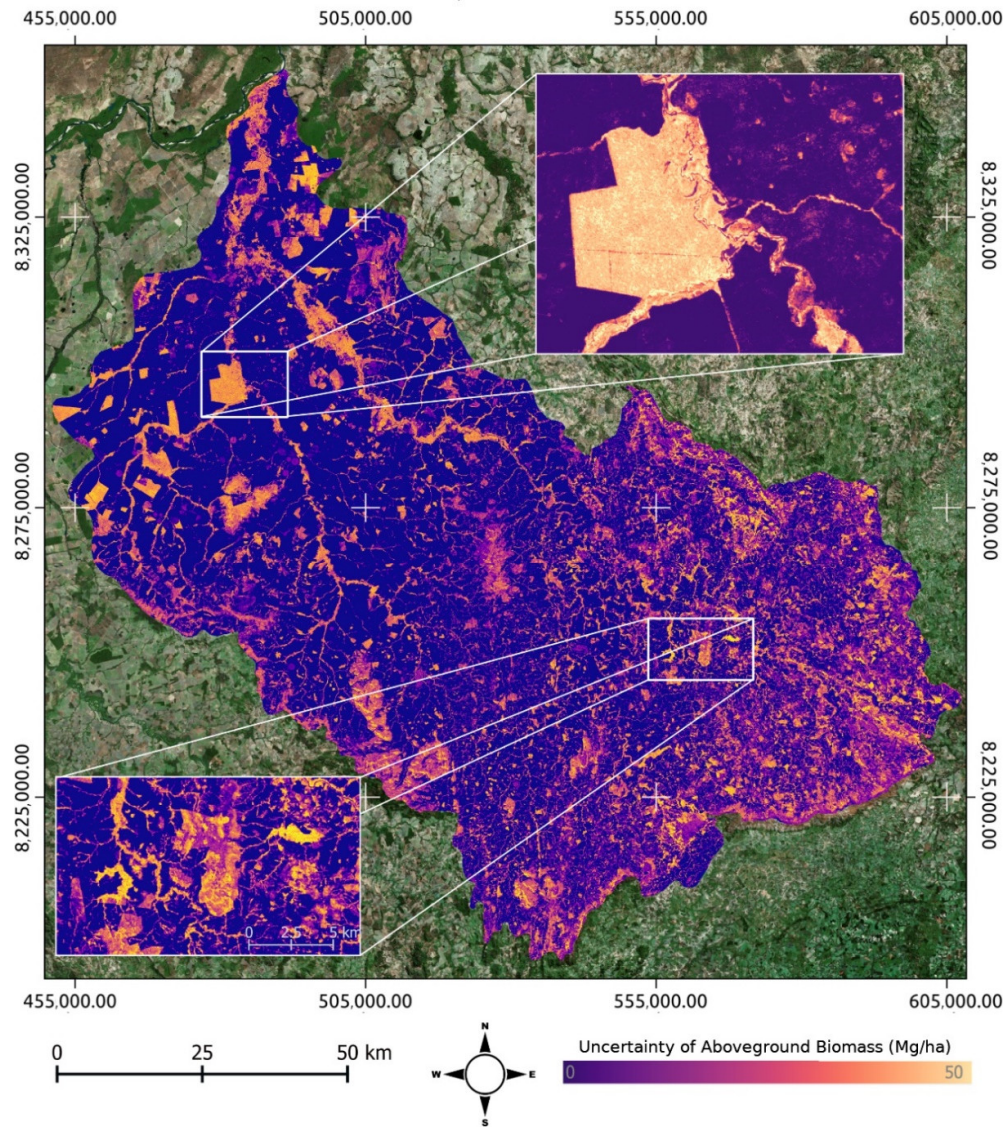 455,000.00 505,000.00 555,000.00 605,000.00
8,325,000.00
8,325,000.00
8,275,000.00
8,275,000.00
8,225,000.00
8,225,000.00
0 2.5 5 km
455,000.00 505,000.00 555,000.00 605,000.00
0 25 50 km
N
W E
S
Uncertainty of Aboveground Biomass (Mg/ha)
0 50